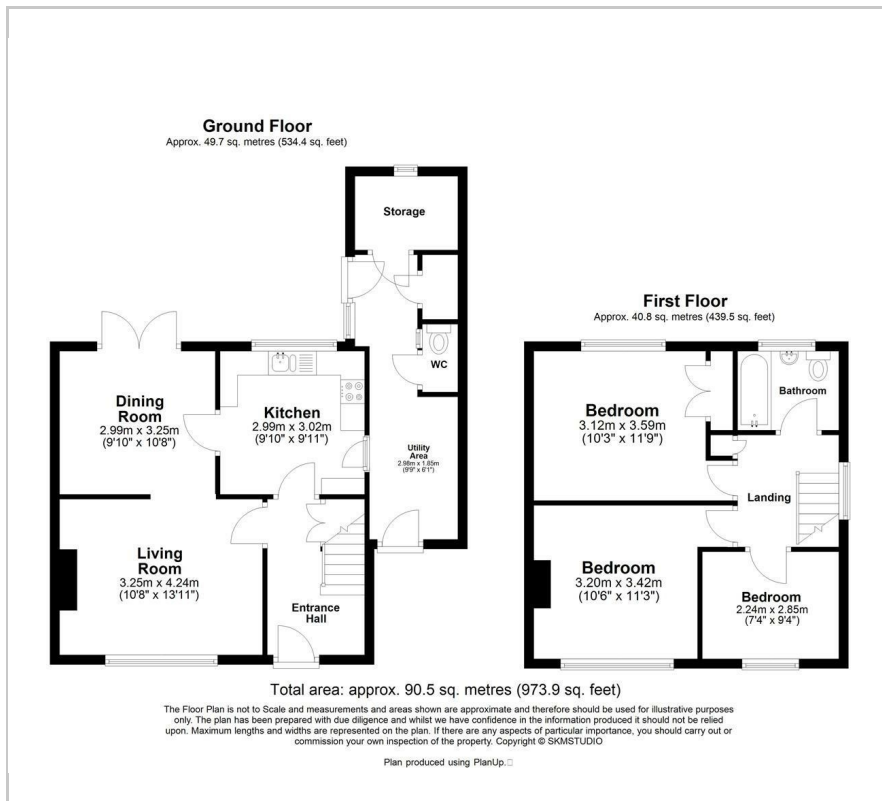 Ground Floor
Approx. 49.7 sq. metres (534.4 sq. feet)
Storage
WC
Dining
Room
2.99m x 3.25m
(9'10" x 10'8")
Kitchen
2.99m x 3.02m
(9'10" x 9'11")
Utility
Area
2.98m x 1.85m
(9'9" x 6'1")
Living
Room
3.25m x 4.24m
(10'8" x 13'11")
Entrance
Hall
First Floor
Approx. 40.8 sq. metres (439.5 sq. feet)
Bedroom
3.12m x 3.59m
(10'3" x 11'9")
Bathroom
Landing
Bedroom
3.20m x 3.42m
(10'6" x 11'3")
Bedroom
2.24m x 2.85m
(7'4" x 9'4")
Total area: approx. 90.5 sq. metres (973.9 sq. feet)
The Floor Plan is not to Scale and measurements and areas shown are approximate and therefore should be used for illustrative purposes
only. The plan has been prepared with due diligence and whilst we have confidence in the information produced it should not be relied
upon. Maximum lengths and widths are represented on the plan. If there are any aspects of particular importance, you should carry out or
commission your own inspection of the property. Copyright © SKMSTUDIO
Plan produced using PlanUp.